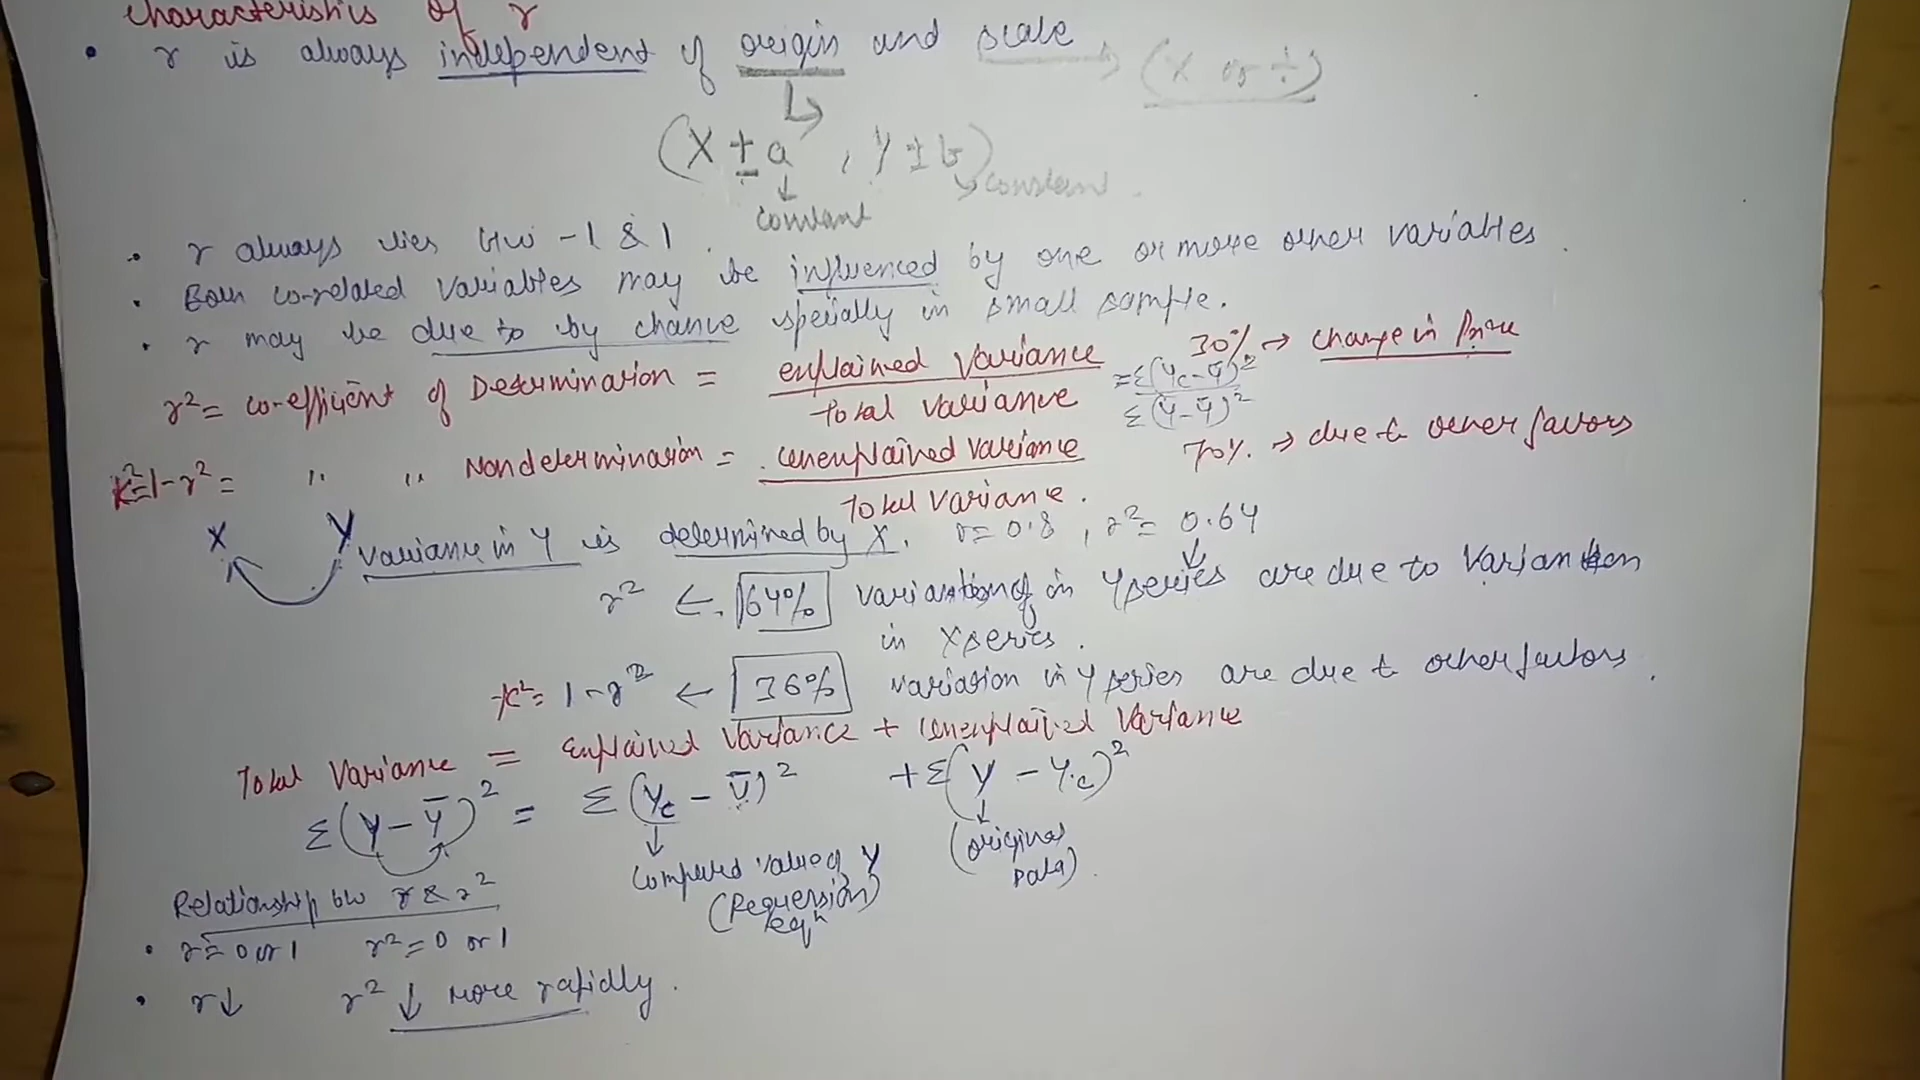 Characteristics of r
• r is always independent of origin and scale → (× or ÷)
(X ± a , Y ± b)
constant
constant
• r always lies btw -1 & 1.
• Both co-related variables may be influenced by one or more other variables.
• r may be due to by chance specially in small sample.
r² = co-efficient of Determination = explained variance / Total variance = Σ(Yc - Ȳ)² / Σ(Y - Ȳ)²
30% → change in Price
K² = 1 - r² = " " Non determination = unexplained variance / Total variance.
70% → due to other factors
X Y variance in Y is determined by X. r = 0.8 , r² = 0.64
r² ← 64% variation in Y series are due to variation
in X series.
K² = 1 - r² ← 36% variation in Y series are due to other factors.
Total Variance = Explained Variance + Unexplained Variance
Σ(Y - Ȳ)² = Σ(Yc - Ȳ)² + Σ(Y - Yc)²
Computed value of Y
(Regression
eqⁿ)
(original
data)
Relationship bw r & r²
• r = 0 or 1 r² = 0 or 1
• r↓ r² ↓ more rapidly.